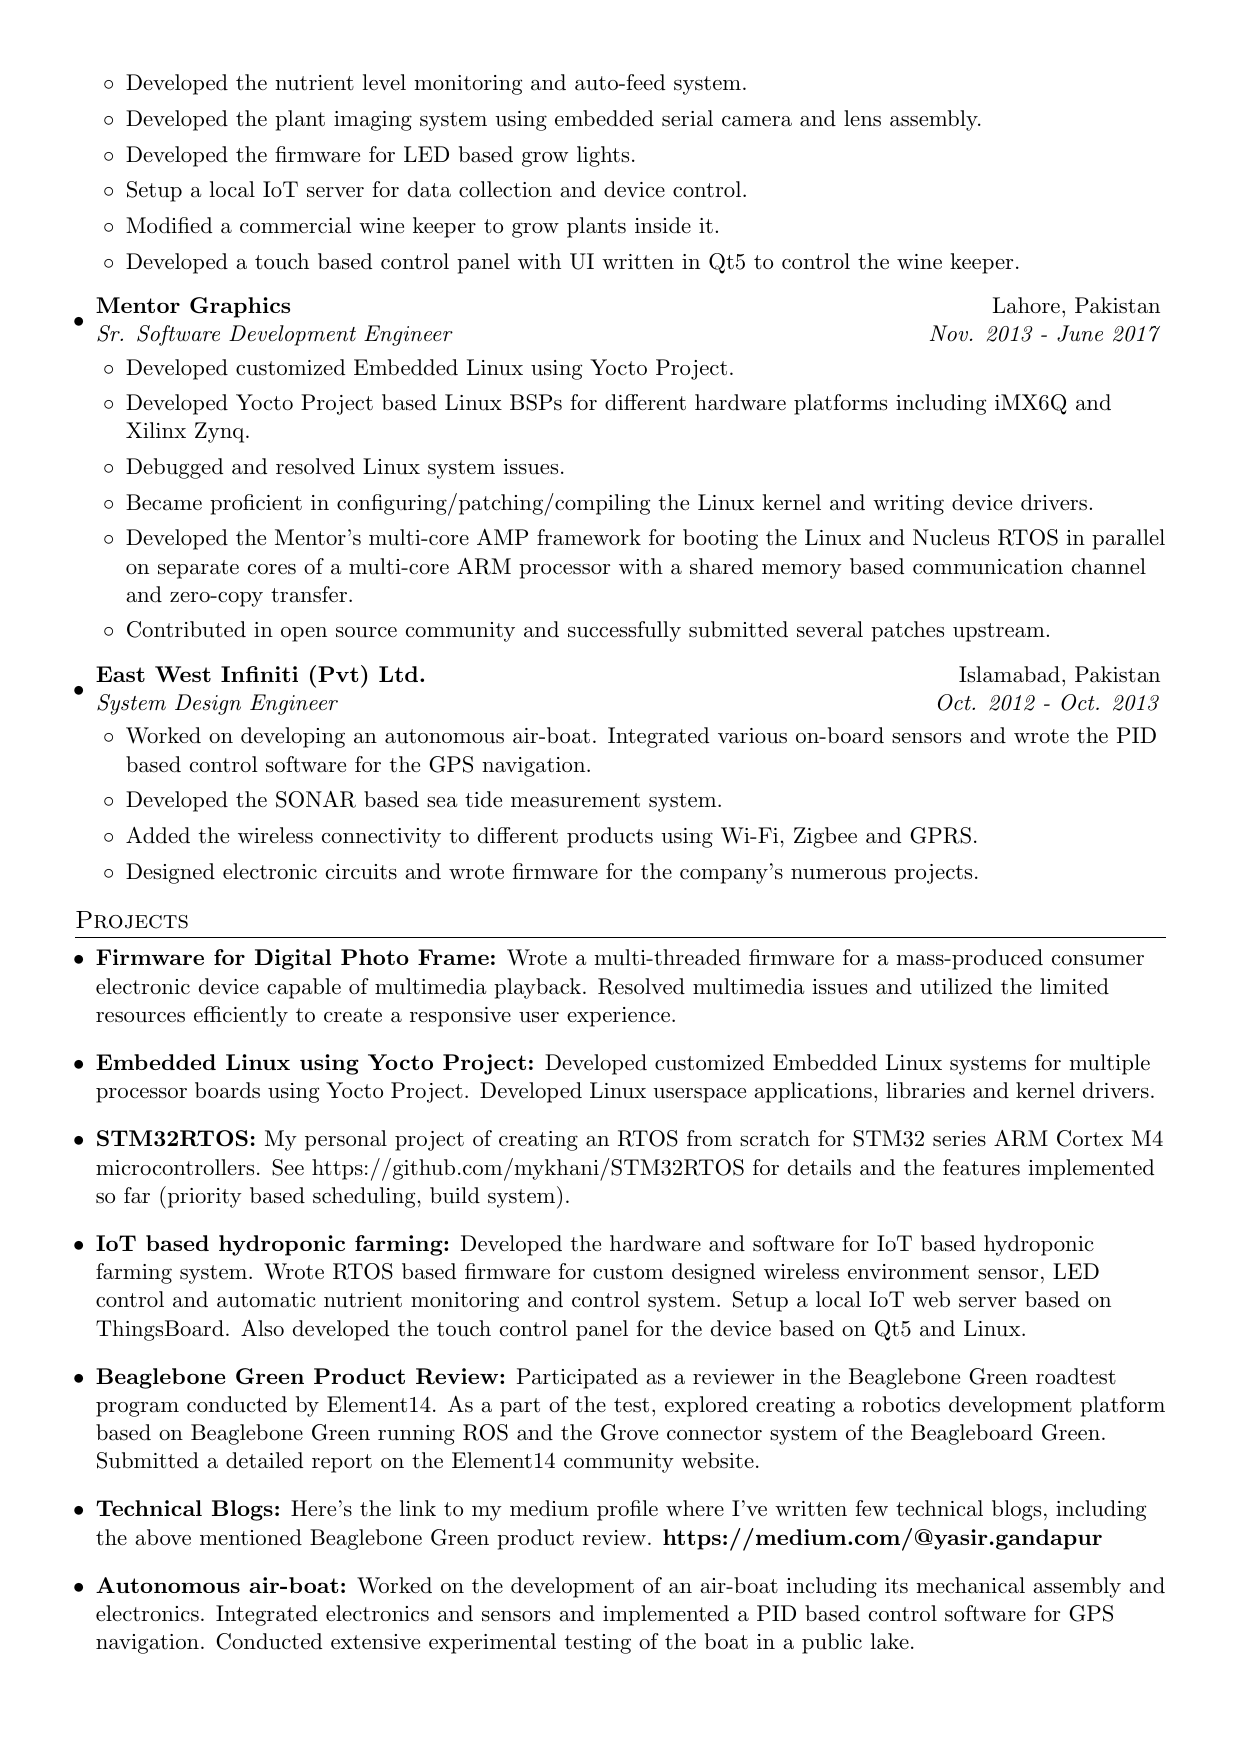 ◦ Developed the nutrient level monitoring and auto-feed system.
◦ Developed the plant imaging system using embedded serial camera and lens assembly.
◦ Developed the firmware for LED based grow lights.
◦ Setup a local IoT server for data collection and device control.
◦ Modified a commercial wine keeper to grow plants inside it.
◦ Developed a touch based control panel with UI written in Qt5 to control the wine keeper.
• Mentor Graphics Lahore, Pakistan
Sr. Software Development Engineer Nov. 2013 - June 2017
◦ Developed customized Embedded Linux using Yocto Project.
◦ Developed Yocto Project based Linux BSPs for different hardware platforms including iMX6Q and
Xilinx Zynq.
◦ Debugged and resolved Linux system issues.
◦ Became proficient in configuring/patching/compiling the Linux kernel and writing device drivers.
◦ Developed the Mentor's multi-core AMP framework for booting the Linux and Nucleus RTOS in parallel
on separate cores of a multi-core ARM processor with a shared memory based communication channel
and zero-copy transfer.
◦ Contributed in open source community and successfully submitted several patches upstream.
• East West Infiniti (Pvt) Ltd. Islamabad, Pakistan
System Design Engineer Oct. 2012 - Oct. 2013
◦ Worked on developing an autonomous air-boat. Integrated various on-board sensors and wrote the PID
based control software for the GPS navigation.
◦ Developed the SONAR based sea tide measurement system.
◦ Added the wireless connectivity to different products using Wi-Fi, Zigbee and GPRS.
◦ Designed electronic circuits and wrote firmware for the company's numerous projects.
Projects
• Firmware for Digital Photo Frame: Wrote a multi-threaded firmware for a mass-produced consumer
electronic device capable of multimedia playback. Resolved multimedia issues and utilized the limited
resources efficiently to create a responsive user experience.
• Embedded Linux using Yocto Project: Developed customized Embedded Linux systems for multiple
processor boards using Yocto Project. Developed Linux userspace applications, libraries and kernel drivers.
• STM32RTOS: My personal project of creating an RTOS from scratch for STM32 series ARM Cortex M4
microcontrollers. See https://github.com/mykhani/STM32RTOS for details and the features implemented
so far (priority based scheduling, build system).
• IoT based hydroponic farming: Developed the hardware and software for IoT based hydroponic
farming system. Wrote RTOS based firmware for custom designed wireless environment sensor, LED
control and automatic nutrient monitoring and control system. Setup a local IoT web server based on
ThingsBoard. Also developed the touch control panel for the device based on Qt5 and Linux.
• Beaglebone Green Product Review: Participated as a reviewer in the Beaglebone Green roadtest
program conducted by Element14. As a part of the test, explored creating a robotics development platform
based on Beaglebone Green running ROS and the Grove connector system of the Beagleboard Green.
Submitted a detailed report on the Element14 community website.
• Technical Blogs: Here's the link to my medium profile where I've written few technical blogs, including
the above mentioned Beaglebone Green product review. https://medium.com/@yasir.gandapur
• Autonomous air-boat: Worked on the development of an air-boat including its mechanical assembly and
electronics. Integrated electronics and sensors and implemented a PID based control software for GPS
navigation. Conducted extensive experimental testing of the boat in a public lake.